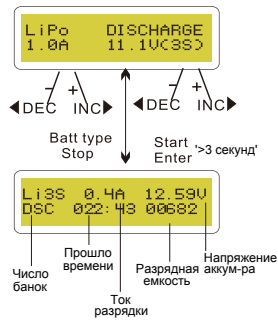 LiPo DISCHARGE
1.0A 11.1V(3S)
- + - +
DEC INC DEC INC
Batt type
Stop
Start
Enter '>3 секунд'
Li3S 0.4A 12.59V
DSC 022:43 00682
Число
банок
Прошло
времени
Ток
разрядки
Разрядная
емкость
Напряжение
аккум-ра